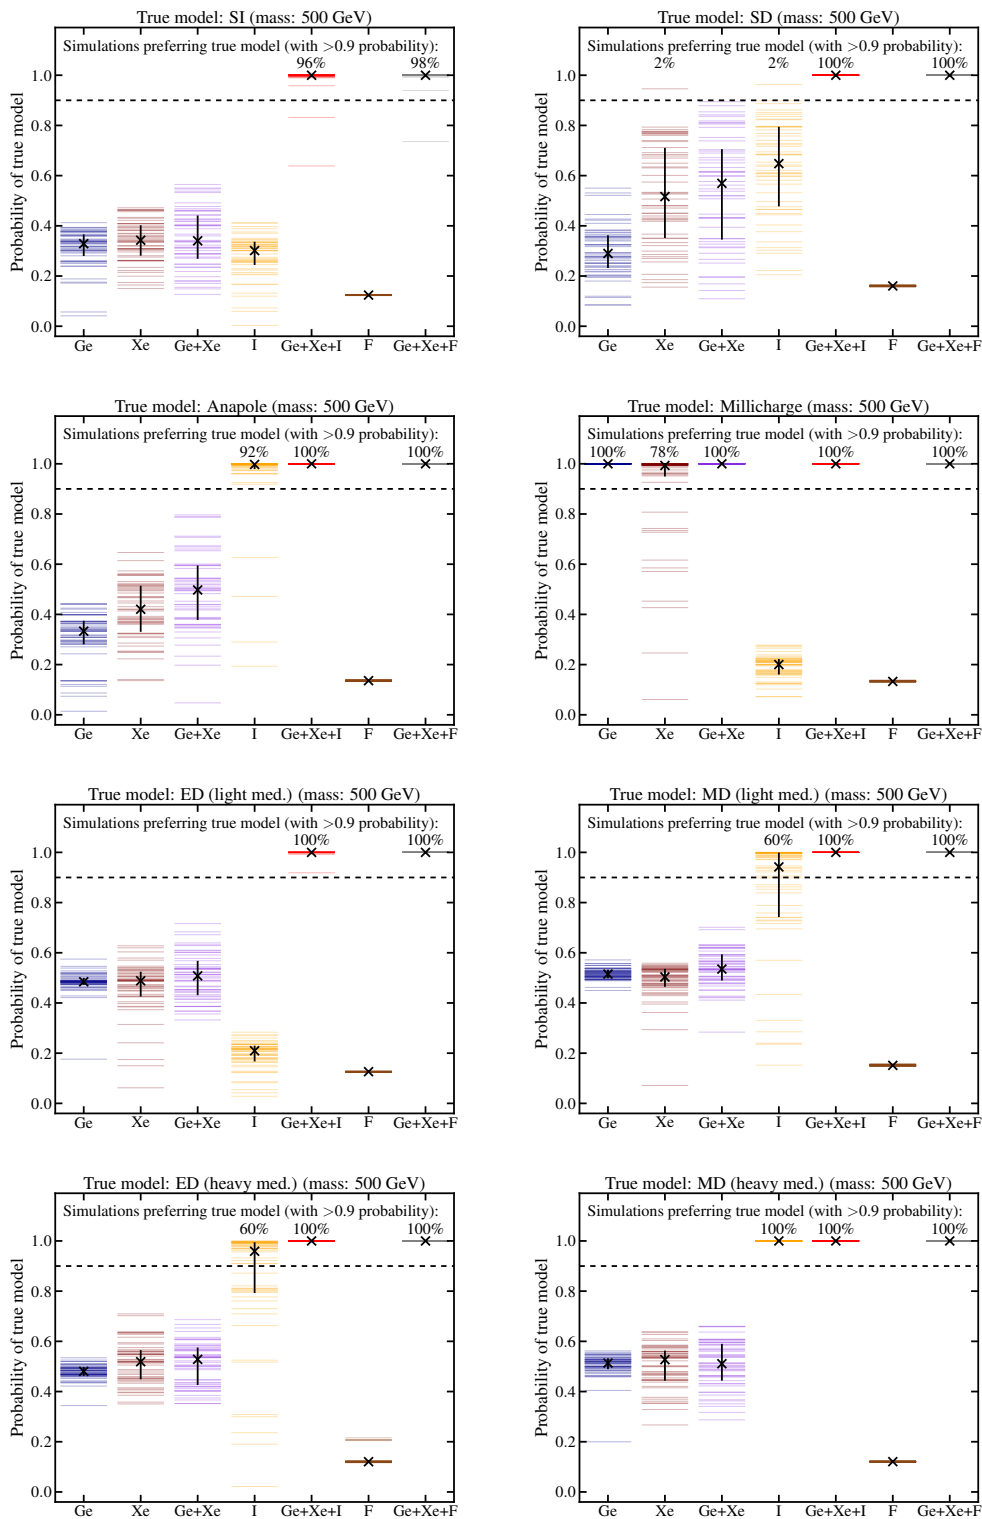 True model: SI (mass: 500 GeV)
Simulations preferring true model (with >0.9 probability):
96% 98%
Probability of true model
1.0
0.8
0.6
0.4
0.2
0.0
Ge Xe Ge+Xe I Ge+Xe+I F Ge+Xe+F
True model: SD (mass: 500 GeV)
Simulations preferring true model (with >0.9 probability):
2% 2% 100% 100%
Probability of true model
1.0
0.8
0.6
0.4
0.2
0.0
Ge Xe Ge+Xe I Ge+Xe+I F Ge+Xe+F
True model: Anapole (mass: 500 GeV)
Simulations preferring true model (with >0.9 probability):
92% 100% 100%
Probability of true model
1.0
0.8
0.6
0.4
0.2
0.0
Ge Xe Ge+Xe I Ge+Xe+I F Ge+Xe+F
True model: Millicharge (mass: 500 GeV)
Simulations preferring true model (with >0.9 probability):
100% 78% 100% 100% 100%
Probability of true model
1.0
0.8
0.6
0.4
0.2
0.0
Ge Xe Ge+Xe I Ge+Xe+I F Ge+Xe+F
True model: ED (light med.) (mass: 500 GeV)
Simulations preferring true model (with >0.9 probability):
100% 100%
Probability of true model
1.0
0.8
0.6
0.4
0.2
0.0
Ge Xe Ge+Xe I Ge+Xe+I F Ge+Xe+F
True model: MD (light med.) (mass: 500 GeV)
Simulations preferring true model (with >0.9 probability):
60% 100% 100%
Probability of true model
1.0
0.8
0.6
0.4
0.2
0.0
Ge Xe Ge+Xe I Ge+Xe+I F Ge+Xe+F
True model: ED (heavy med.) (mass: 500 GeV)
Simulations preferring true model (with >0.9 probability):
60% 100% 100%
Probability of true model
1.0
0.8
0.6
0.4
0.2
0.0
Ge Xe Ge+Xe I Ge+Xe+I F Ge+Xe+F
True model: MD (heavy med.) (mass: 500 GeV)
Simulations preferring true model (with >0.9 probability):
100% 100% 100%
Probability of true model
1.0
0.8
0.6
0.4
0.2
0.0
Ge Xe Ge+Xe I Ge+Xe+I F Ge+Xe+F